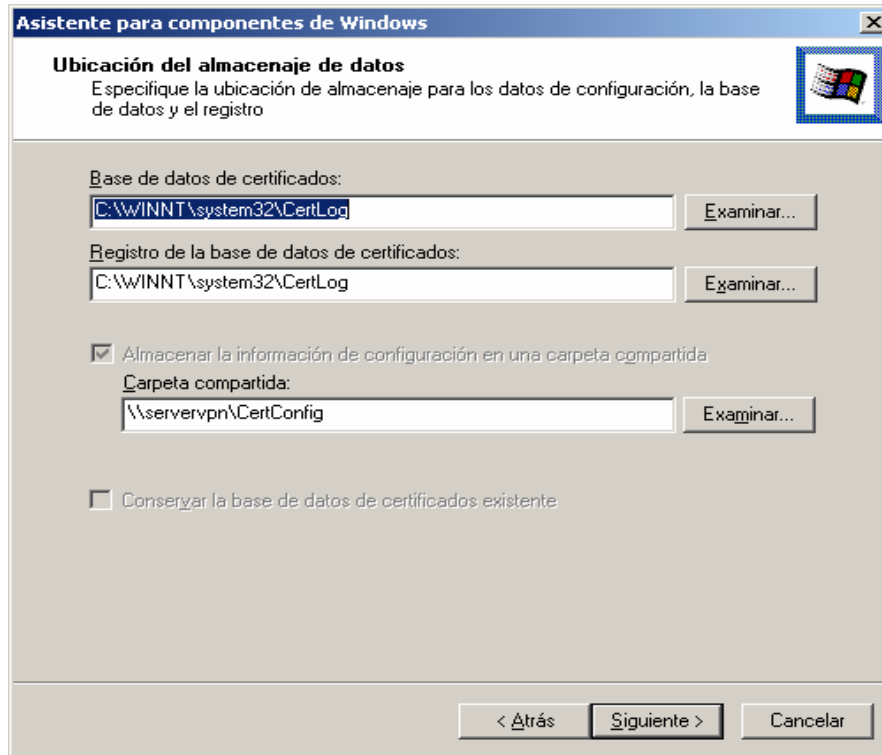 Asistente para componentes de Windows
Ubicación del almacenaje de datos
Especifique la ubicación de almacenaje para los datos de configuración, la base
de datos y el registro
Base de datos de certificados:
C:\WINNT\system32\CertLog
Examinar...
Registro de la base de datos de certificados:
C:\WINNT\system32\CertLog
Examinar...
Almacenar la información de configuración en una carpeta compartida
Carpeta compartida:
\\servervpn\CertConfig
Examinar...
Conservar la base de datos de certificados existente
< Atrás
Siguiente >
Cancelar